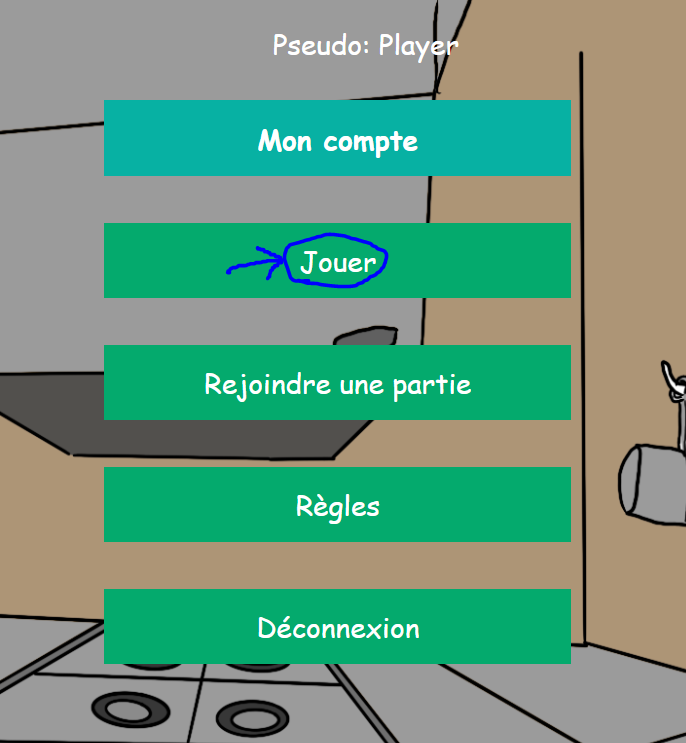 Pseudo: Player
Mon compte
Jouer
Rejoindre une partie
Règles
Déconnexion